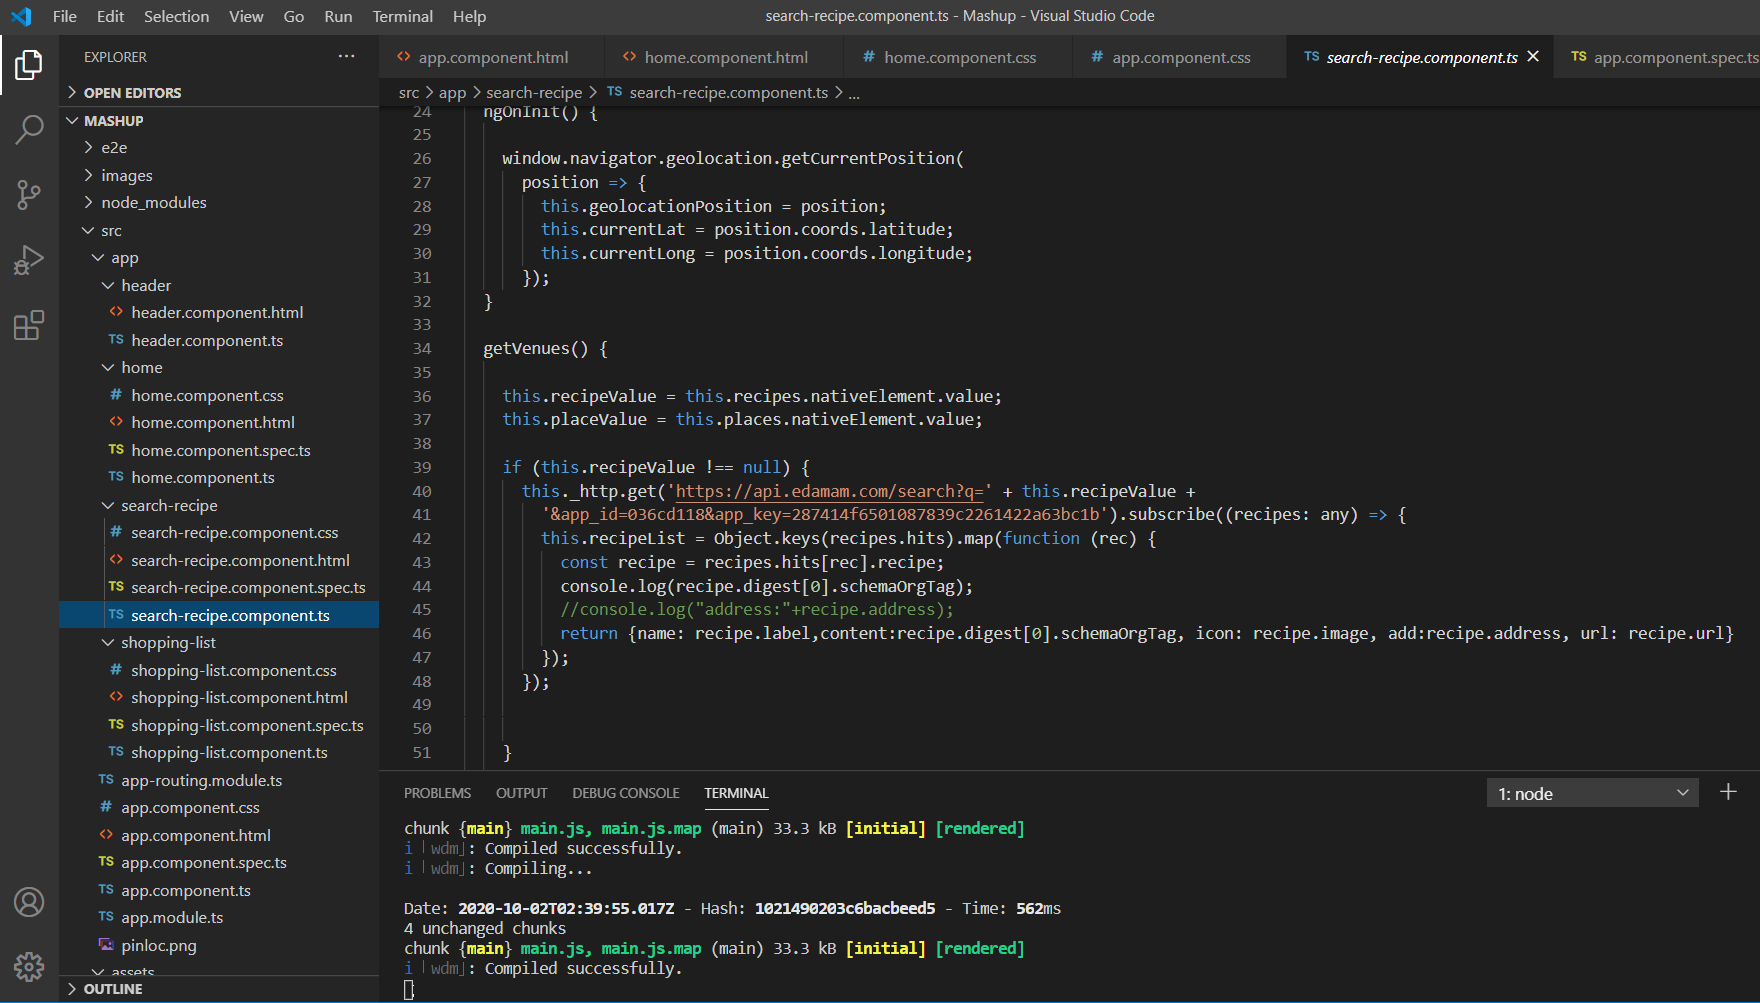 File Edit Selection View Go Run Terminal Help search-recipe.component.ts - Mashup - Visual Studio Code
EXPLORER ...
OPEN EDITORS
MASHUP
e2e
images
node_modules
src
app
header
<> header.component.html
TS header.component.ts
home
# home.component.css
<> home.component.html
TS home.component.spec.ts
TS home.component.ts
search-recipe
# search-recipe.component.css
<> search-recipe.component.html
TS search-recipe.component.spec.ts
TS search-recipe.component.ts
shopping-list
# shopping-list.component.css
<> shopping-list.component.html
TS shopping-list.component.spec.ts
TS shopping-list.component.ts
TS app-routing.module.ts
# app.component.css
<> app.component.html
TS app.component.spec.ts
TS app.component.ts
TS app.module.ts
pinloc.png
assets
OUTLINE
<> app.component.html <> home.component.html # home.component.css # app.component.css TS search-recipe.component.ts × TS app.component.spec.ts
src > app > search-recipe > TS search-recipe.component.ts > ...
24 ngOnInit() {
25
26 window.navigator.geolocation.getCurrentPosition(
27 position => {
28 this.geolocationPosition = position;
29 this.currentLat = position.coords.latitude;
30 this.currentLong = position.coords.longitude;
31 });
32 }
33
34 getVenues() {
35
36 this.recipeValue = this.recipes.nativeElement.value;
37 this.placeValue = this.places.nativeElement.value;
38
39 if (this.recipeValue !== null) {
40 this._http.get('https://api.edamam.com/search?q=' + this.recipeValue +
41 '&app_id=036cd118&app_key=287414f6501087839c2261422a63bc1b').subscribe((recipes: any) => {
42 this.recipeList = Object.keys(recipes.hits).map(function (rec) {
43 const recipe = recipes.hits[rec].recipe;
44 console.log(recipe.digest[0].schemaOrgTag);
45 //console.log("address:"+recipe.address);
46 return {name: recipe.label,content:recipe.digest[0].schemaOrgTag, icon: recipe.image, add:recipe.address, url: recipe.url}
47 });
48 });
49
50
51 }
PROBLEMS OUTPUT DEBUG CONSOLE TERMINAL 1: node +
chunk {main} main.js, main.js.map (main) 33.3 kB [initial] [rendered]
i ｢wdm｣: Compiled successfully.
i ｢wdm｣: Compiling...
Date: 2020-10-02T02:39:55.017Z - Hash: 1021490203c6bacbeed5 - Time: 562ms
4 unchanged chunks
chunk {main} main.js, main.js.map (main) 33.3 kB [initial] [rendered]
i ｢wdm｣: Compiled successfully.